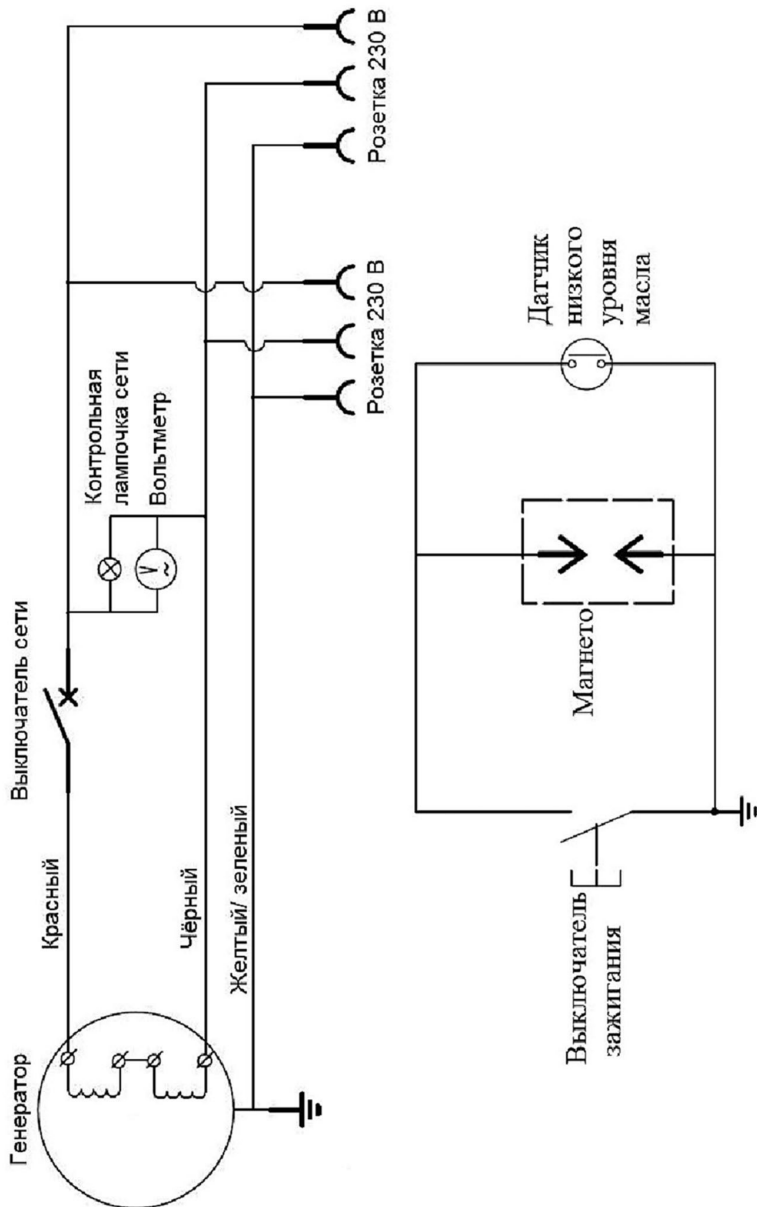 Генератор
Красный
Чёрный
Желтый/ зеленый
Выключатель сети
Контрольная
лампочка сети
Вольтметр
V
~
Розетка 230 В
Розетка 230 В
Выключатель
зажигания
Магнето
Датчик
низкого
уровня
масла